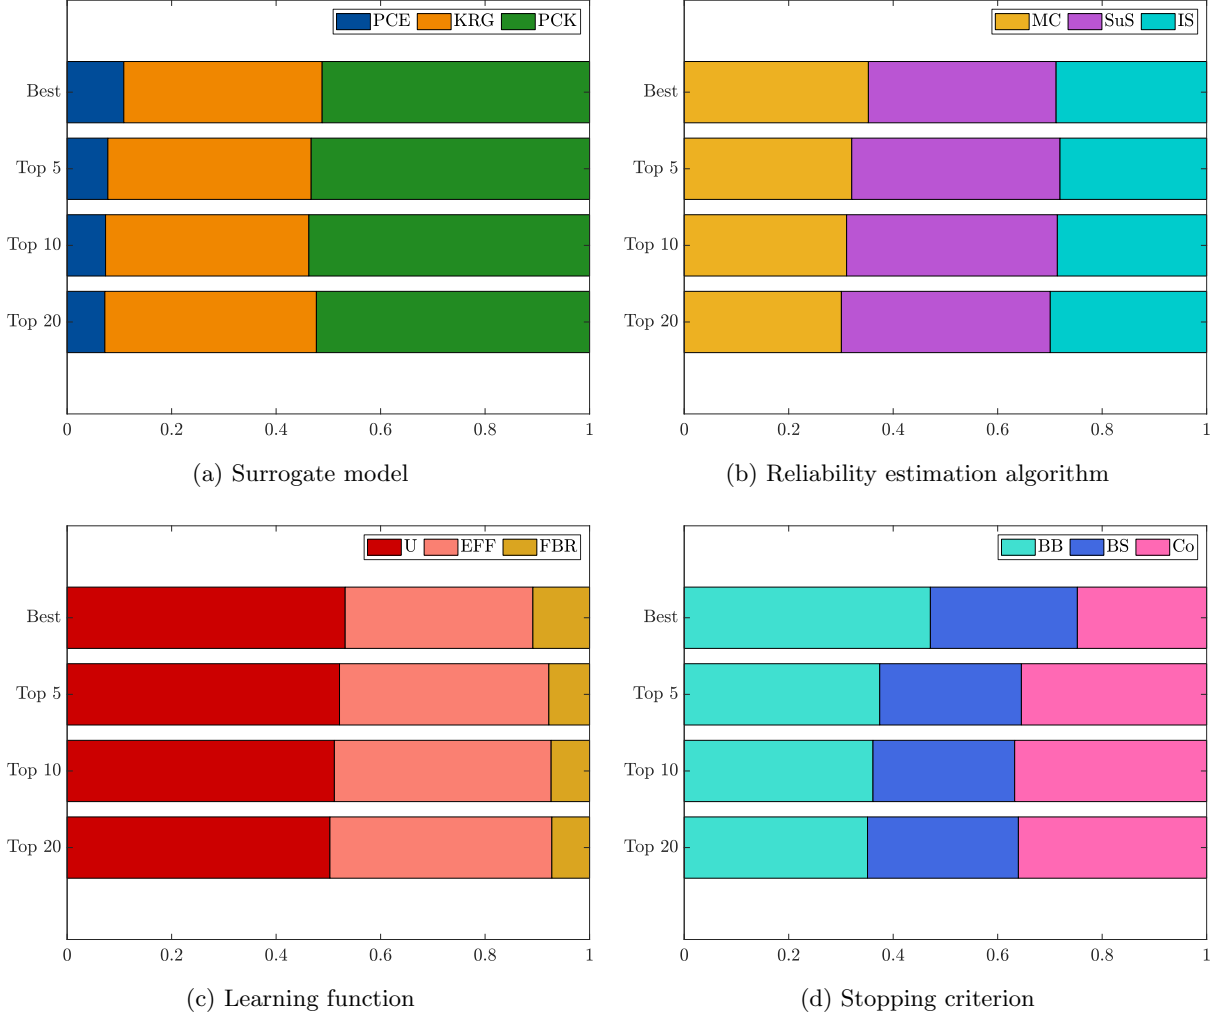 PCE KRG PCK
Best
Top 5
Top 10
Top 20
0 0.2 0.4 0.6 0.8 1
(a) Surrogate model
MC SuS IS
Best
Top 5
Top 10
Top 20
0 0.2 0.4 0.6 0.8 1
(b) Reliability estimation algorithm
U EFF FBR
Best
Top 5
Top 10
Top 20
0 0.2 0.4 0.6 0.8 1
(c) Learning function
BB BS Co
Best
Top 5
Top 10
Top 20
0 0.2 0.4 0.6 0.8 1
(d) Stopping criterion